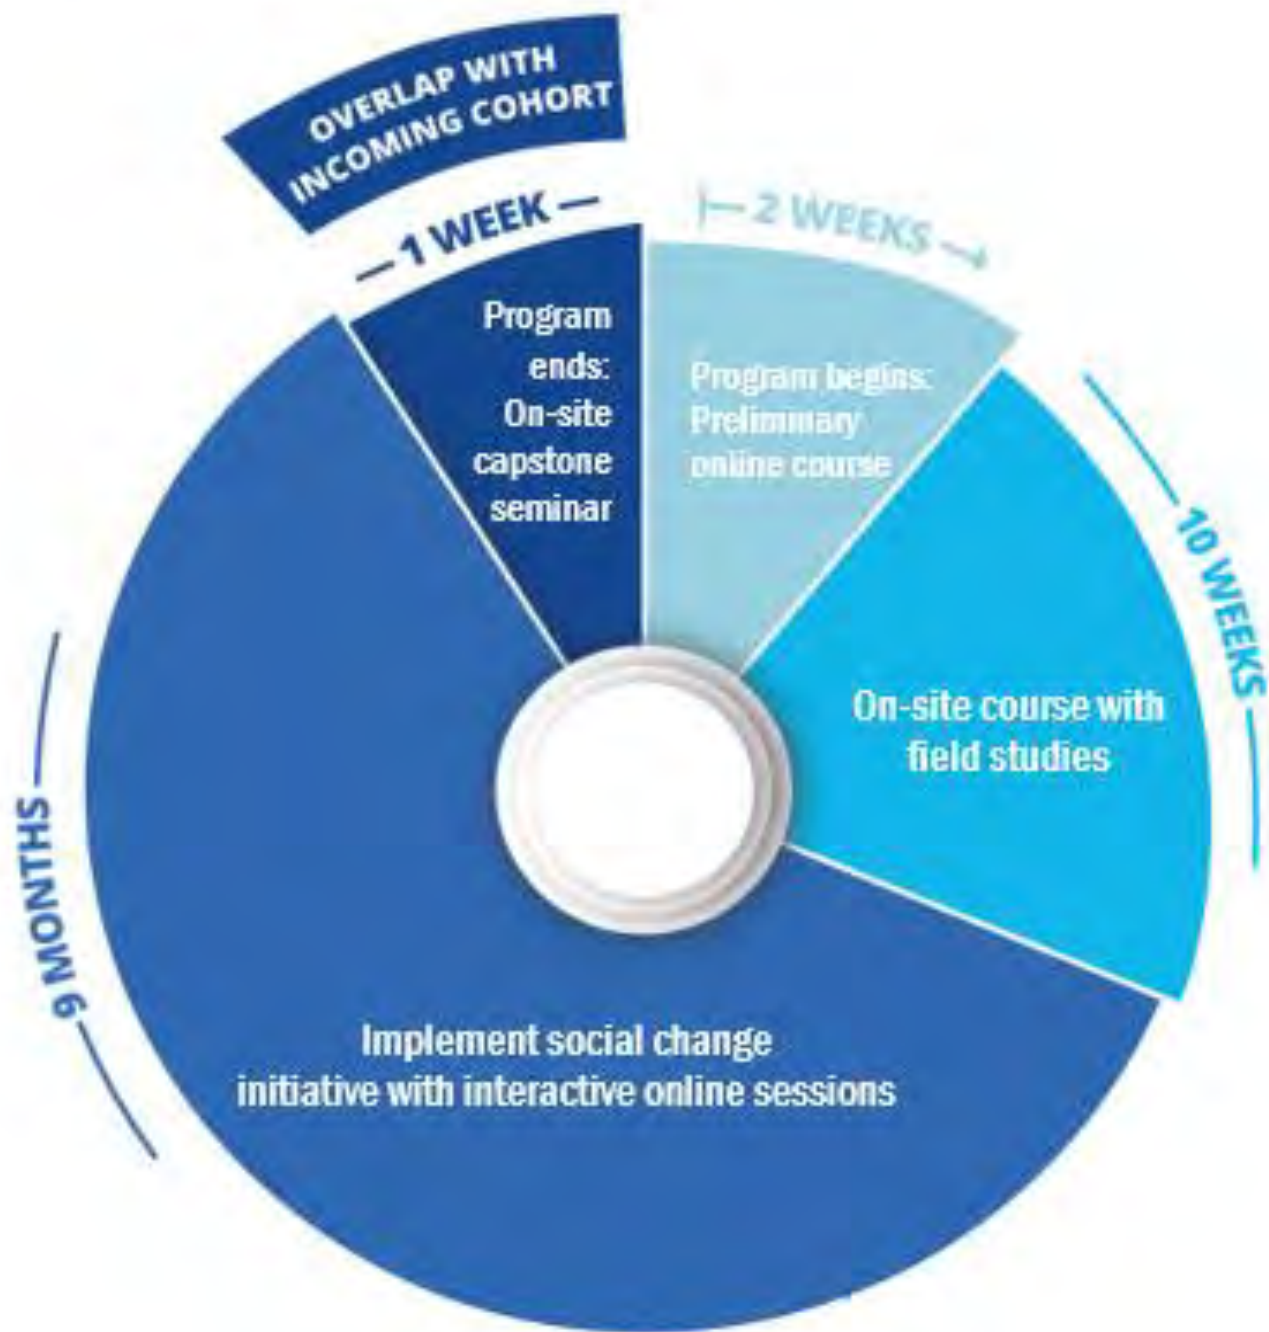 OVERLAP WITH
INCOMING COHORT
1 WEEK
2 WEEKS
Program
ends:
On-site
capstone
seminar
Program begins:
Preliminary
online course
10 WEEKS
On-site course with
field studies
9 MONTHS
Implement social change
initiative with interactive online sessions